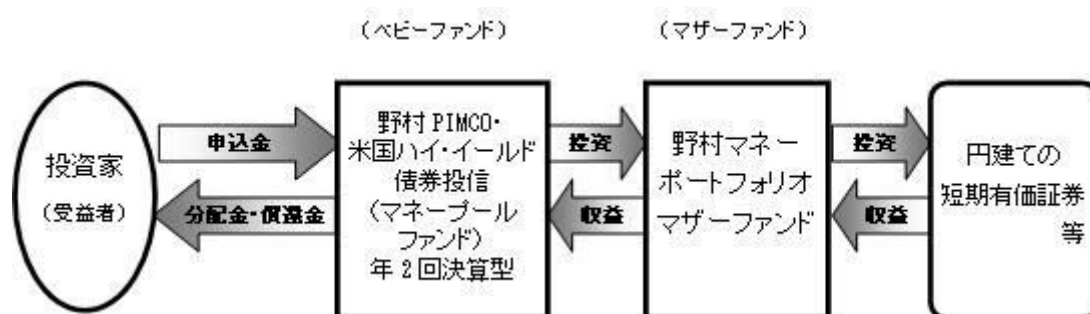 （ベビーファンド）
（マザーファンド）
投資家
（受益者）
申込金
分配金・償還金
野村PIMCO・
米国ハイ・イールド
債券投信
（マネープール
ファンド）
年2回決算型
投資
収益
野村マネー
ポートフォリオ
マザーファンド
投資
収益
円建ての
短期有価証券
等